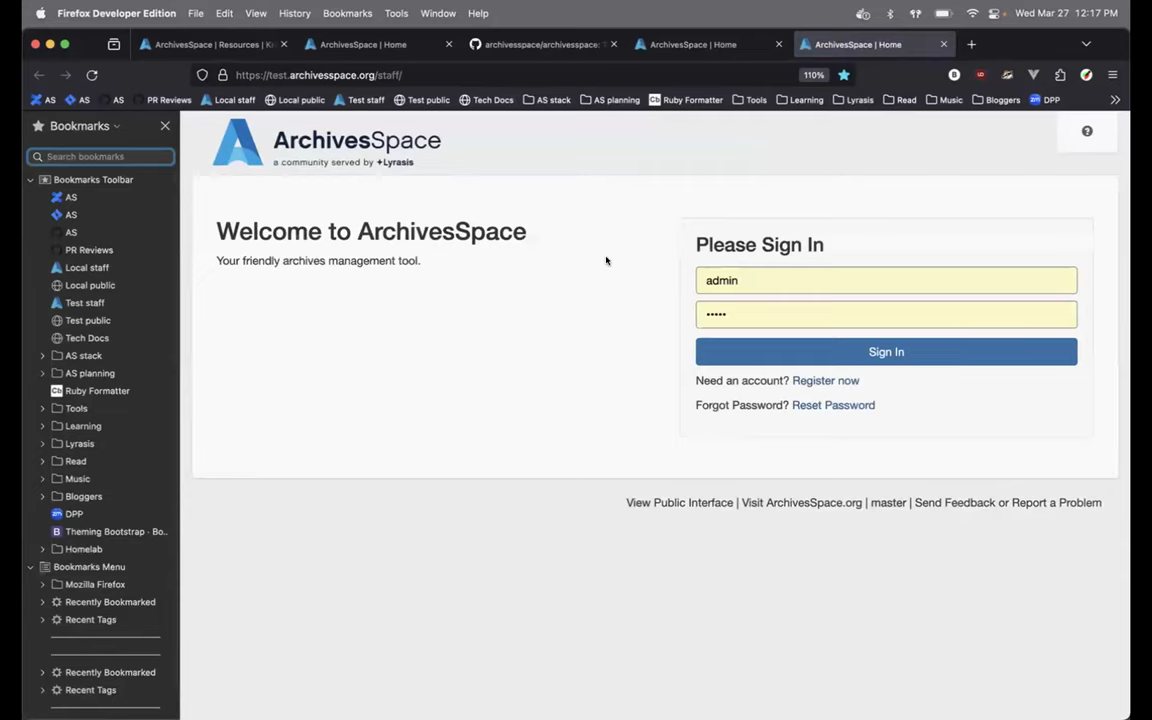 Firefox Developer Edition File Edit View History Bookmarks Tools Window Help Wed Mar 27 12:17 PM
ArchivesSpace | Resources | Ki ArchivesSpace | Home archivesspace/archivesspace: T ArchivesSpace | Home ArchivesSpace | Home
https://test.archivesspace.org/staff/ 110%
AS AS AS PR Reviews Local staff Local public Test staff Test public Tech Docs AS stack AS planning Cb Ruby Formatter Tools Learning Lyrasis Read Music Bloggers DPP
Bookmarks
Search bookmarks
Bookmarks Toolbar
AS
AS
AS
PR Reviews
Local staff
Local public
Test staff
Test public
Tech Docs
AS stack
AS planning
Cb Ruby Formatter
Tools
Learning
Lyrasis
Read
Music
Bloggers
zm DPP
B Theming Bootstrap · Bo...
Homelab
Bookmarks Menu
Mozilla Firefox
Recently Bookmarked
Recent Tags
Recently Bookmarked
Recent Tags
ArchivesSpace
a community served by Lyrasis
Welcome to ArchivesSpace
Your friendly archives management tool.
Please Sign In
admin
•••••
Sign In
Need an account? Register now
Forgot Password? Reset Password
View Public Interface | Visit ArchivesSpace.org | master | Send Feedback or Report a Problem